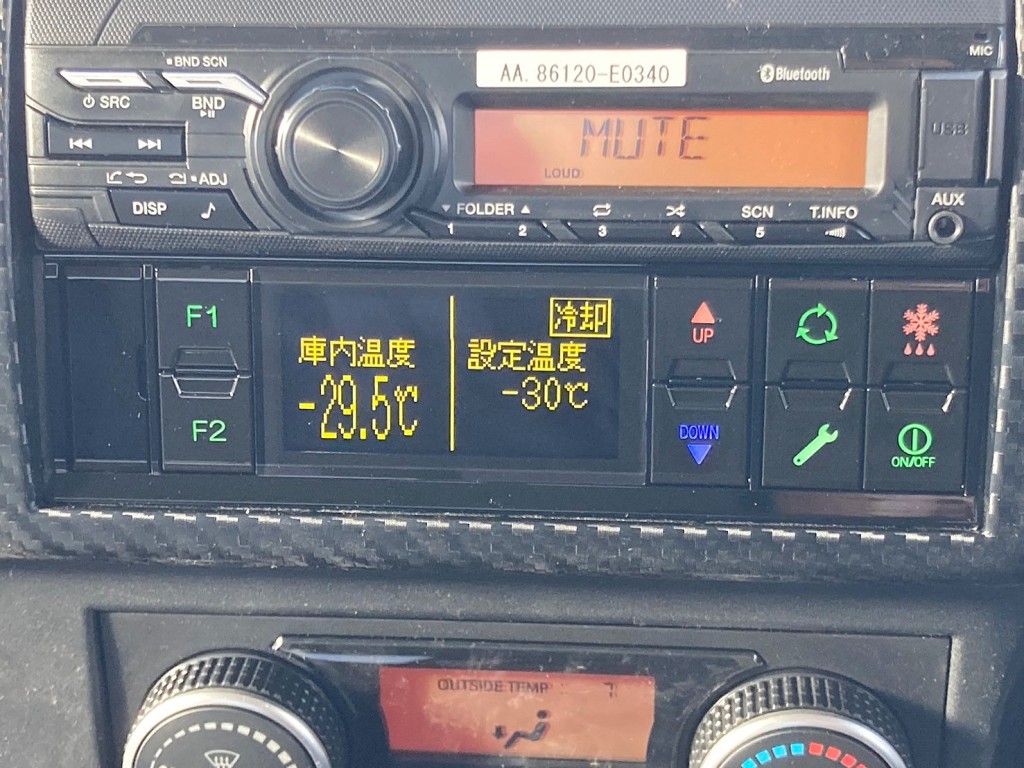 MIC
BND SCN
AA. 86120-E0340
Bluetooth
SRC
BND
MUTE
USB
LOUD
ADJ
DISP
FOLDER
SCN
T.INFO
AUX
1
2
3
4
5
F1
冷却
庫内温度
設定温度
UP
-29.5℃
-30℃
F2
DOWN
ON/OFF
OUTSIDE TEMP